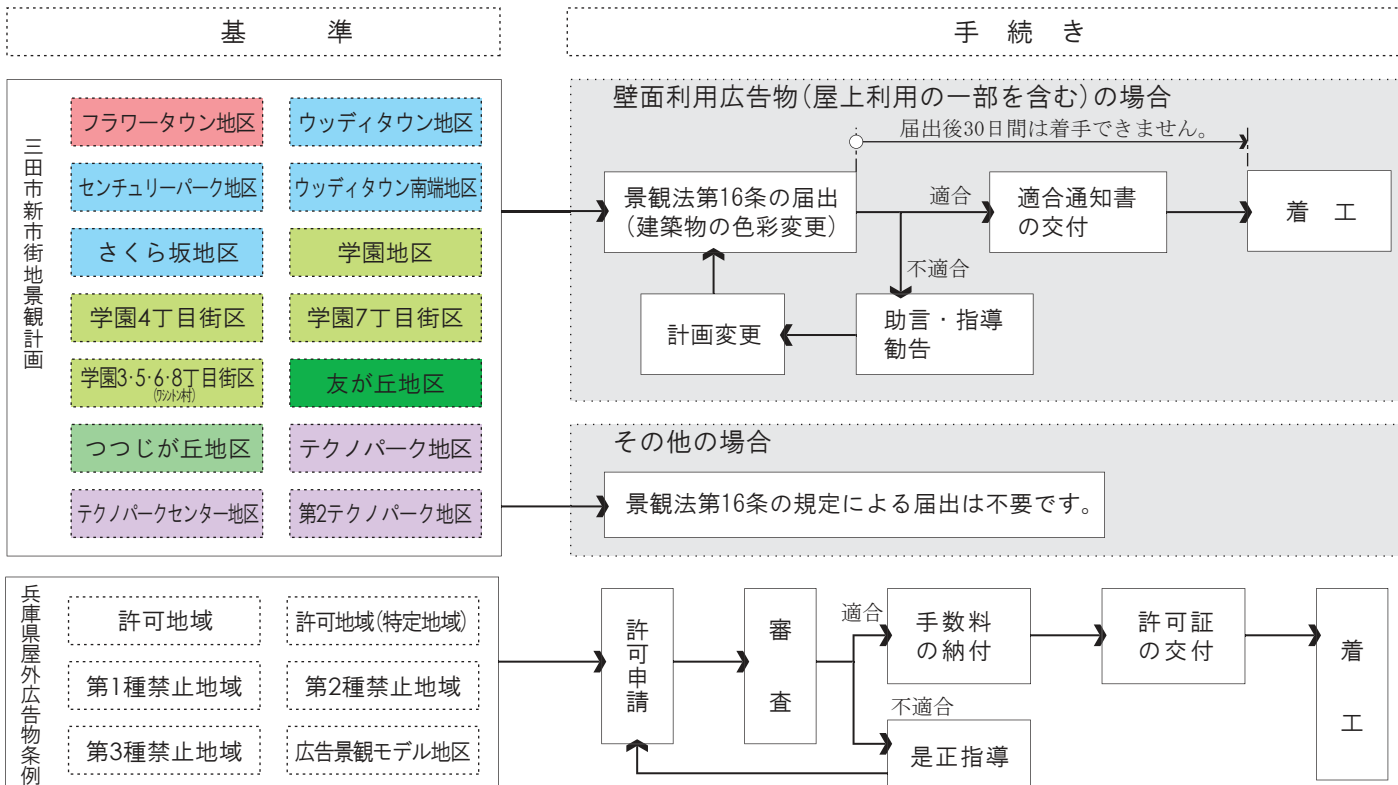 基　準
手　続　き
三田市新市街地景観計画
フラワータウン地区
ウッディタウン地区
センチュリーパーク地区
ウッディタウン南端地区
さくら坂地区
学園地区
学園4丁目街区
学園7丁目街区
学園3・5・6・8丁目街区
(ワシントン村)
友が丘地区
つつじが丘地区
テクノパーク地区
テクノパークセンター地区
第2テクノパーク地区
壁面利用広告物(屋上利用の一部を含む)の場合
届出後30日間は着手できません。
景観法第16条の届出
(建築物の色彩変更)
適合
適合通知書
の交付
着　工
不適合
計画変更
助言・指導
勧告
その他の場合
景観法第16条の規定による届出は不要です。
兵庫県屋外広告物条例
許可地域
許可地域(特定地域)
第1種禁止地域
第2種禁止地域
第3種禁止地域
広告景観モデル地区
許可申請
審　査
適合
手数料
の納付
許可証
の交付
着　工
不適合
是正指導